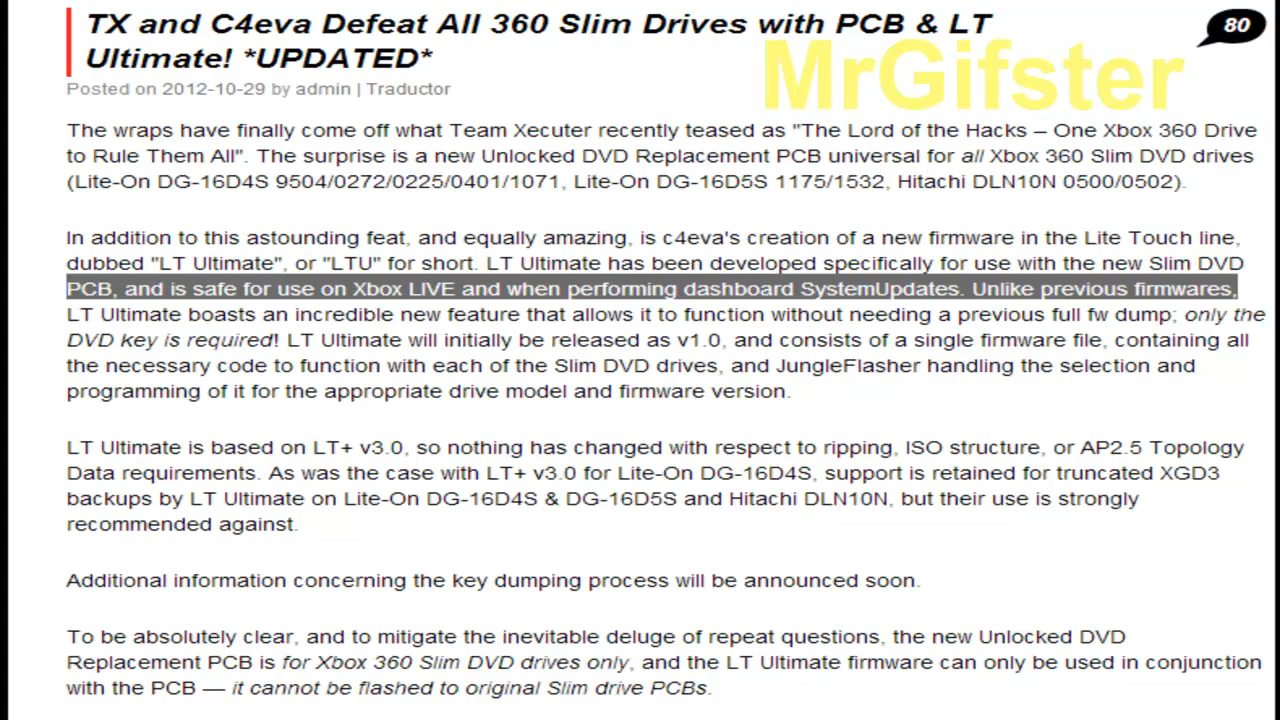 TX and C4eva Defeat All 360 Slim Drives with PCB & LT
Ultimate! *UPDATED*
80
MrGifster
Posted on 2012-10-29 by admin | Traductor
The wraps have finally come off what Team Xecuter recently teased as "The Lord of the Hacks – One Xbox 360 Drive
to Rule Them All". The surprise is a new Unlocked DVD Replacement PCB universal for all Xbox 360 Slim DVD drives
(Lite-On DG-16D4S 9504/0272/0225/0401/1071, Lite-On DG-16D5S 1175/1532, Hitachi DLN10N 0500/0502).
In addition to this astounding feat, and equally amazing, is c4eva's creation of a new firmware in the Lite Touch line,
dubbed "LT Ultimate", or "LTU" for short. LT Ultimate has been developed specifically for use with the new Slim DVD
PCB, and is safe for use on Xbox LIVE and when performing dashboard SystemUpdates. Unlike previous firmwares,
LT Ultimate boasts an incredible new feature that allows it to function without needing a previous full fw dump; only the
DVD key is required! LT Ultimate will initially be released as v1.0, and consists of a single firmware file, containing all
the necessary code to function with each of the Slim DVD drives, and JungleFlasher handling the selection and
programming of it for the appropriate drive model and firmware version.
LT Ultimate is based on LT+ v3.0, so nothing has changed with respect to ripping, ISO structure, or AP2.5 Topology
Data requirements. As was the case with LT+ v3.0 for Lite-On DG-16D4S, support is retained for truncated XGD3
backups by LT Ultimate on Lite-On DG-16D4S & DG-16D5S and Hitachi DLN10N, but their use is strongly
recommended against.
Additional information concerning the key dumping process will be announced soon.
To be absolutely clear, and to mitigate the inevitable deluge of repeat questions, the new Unlocked DVD
Replacement PCB is for Xbox 360 Slim DVD drives only, and the LT Ultimate firmware can only be used in conjunction
with the PCB — it cannot be flashed to original Slim drive PCBs.